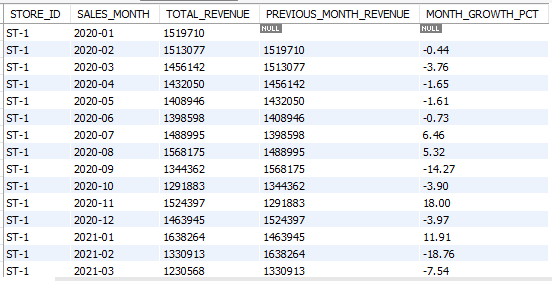 STORE_ID SALES_MONTH TOTAL_REVENUE PREVIOUS_MONTH_REVENUE MONTH_GROWTH_PCT
ST-1 2020-01 1519710 NULL NULL
ST-1 2020-02 1513077 1519710 -0.44
ST-1 2020-03 1456142 1513077 -3.76
ST-1 2020-04 1432050 1456142 -1.65
ST-1 2020-05 1408946 1432050 -1.61
ST-1 2020-06 1398598 1408946 -0.73
ST-1 2020-07 1488995 1398598 6.46
ST-1 2020-08 1568175 1488995 5.32
ST-1 2020-09 1344362 1568175 -14.27
ST-1 2020-10 1291883 1344362 -3.90
ST-1 2020-11 1524397 1291883 18.00
ST-1 2020-12 1463945 1524397 -3.97
ST-1 2021-01 1638264 1463945 11.91
ST-1 2021-02 1330913 1638264 -18.76
ST-1 2021-03 1230568 1330913 -7.54